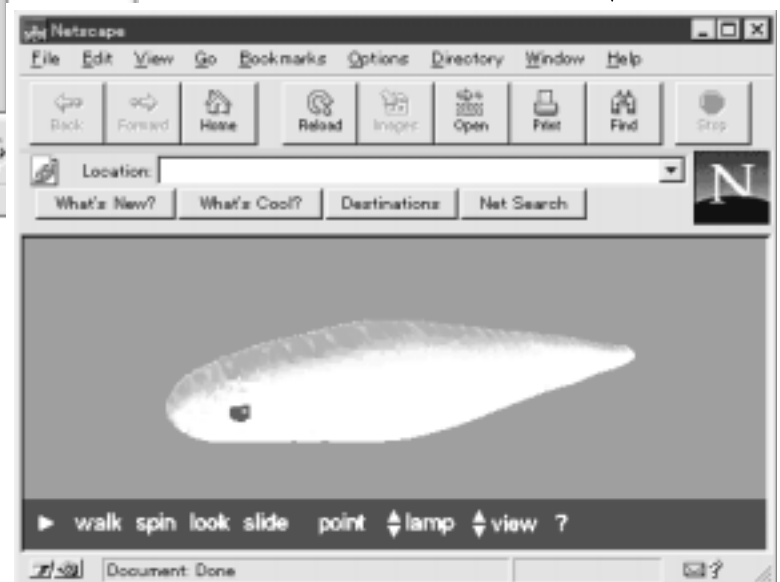 Netscape
File Edit View Go Bookmarks Options Directory Window Help
Back Forward Home Reload Images Open Print Find Stop
Location:
N
What's New? What's Cool? Destinations Net Search
walk spin look slide point lamp view ?
Document: Done